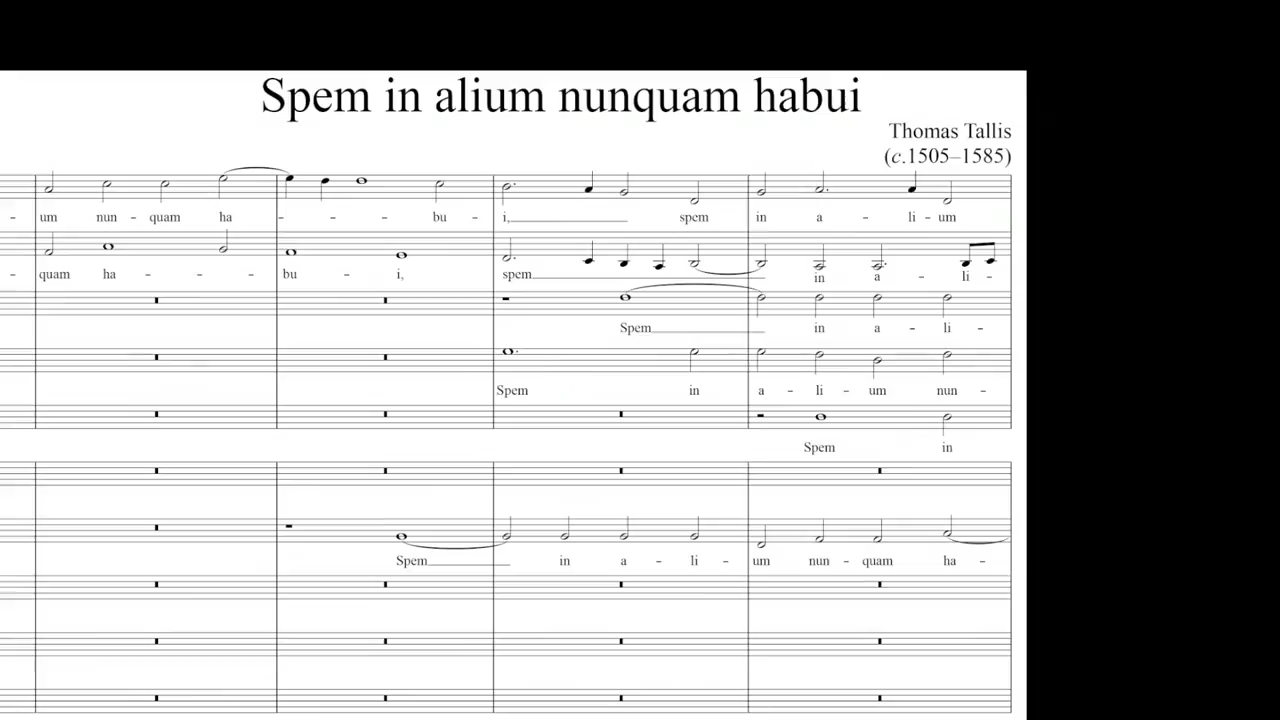 Spem in alium nunquam habui
Thomas Tallis
(c.1505–1585)
- um nun - quam ha - - - bu - i, spem in a - li - um
- quam ha - - - bu - i, spem in a - li -
Spem in a - li -
Spem in a - li - um nun -
Spem in
Spem in a - li - um nun - quam ha -